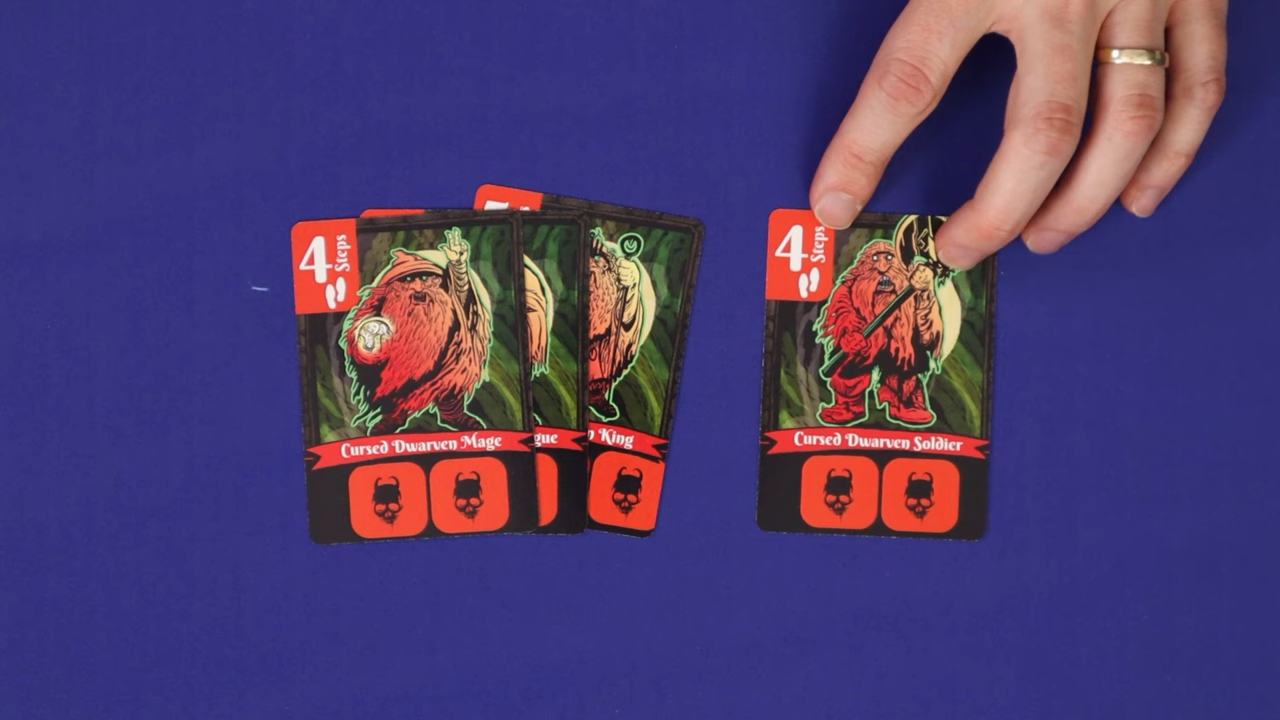 4 Steps
Cursed Dwarven Mage
gue
King
4 Steps
Cursed Dwarven Soldier